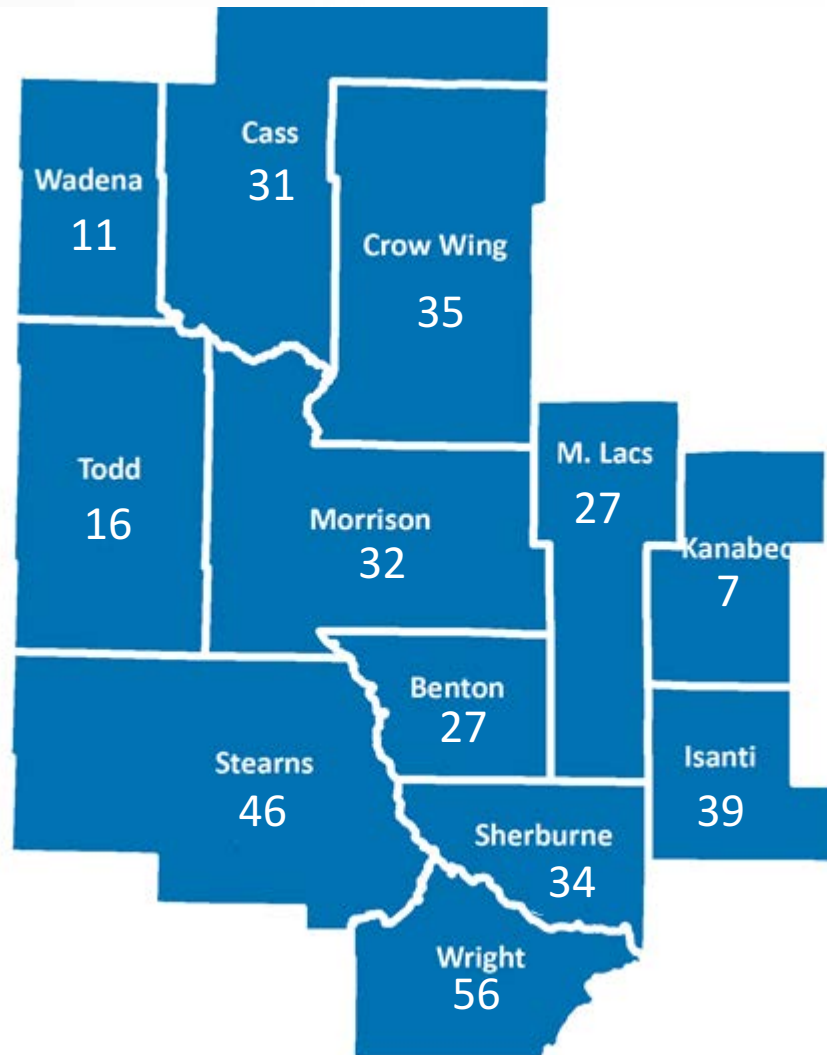 Cass
31
Wadena
11
Crow Wing
35
M. Lacs
27
Todd
16
Morrison
32
Kanabec
7
Benton
27
Stearns
46
Isanti
39
Sherburne
34
Wright
56